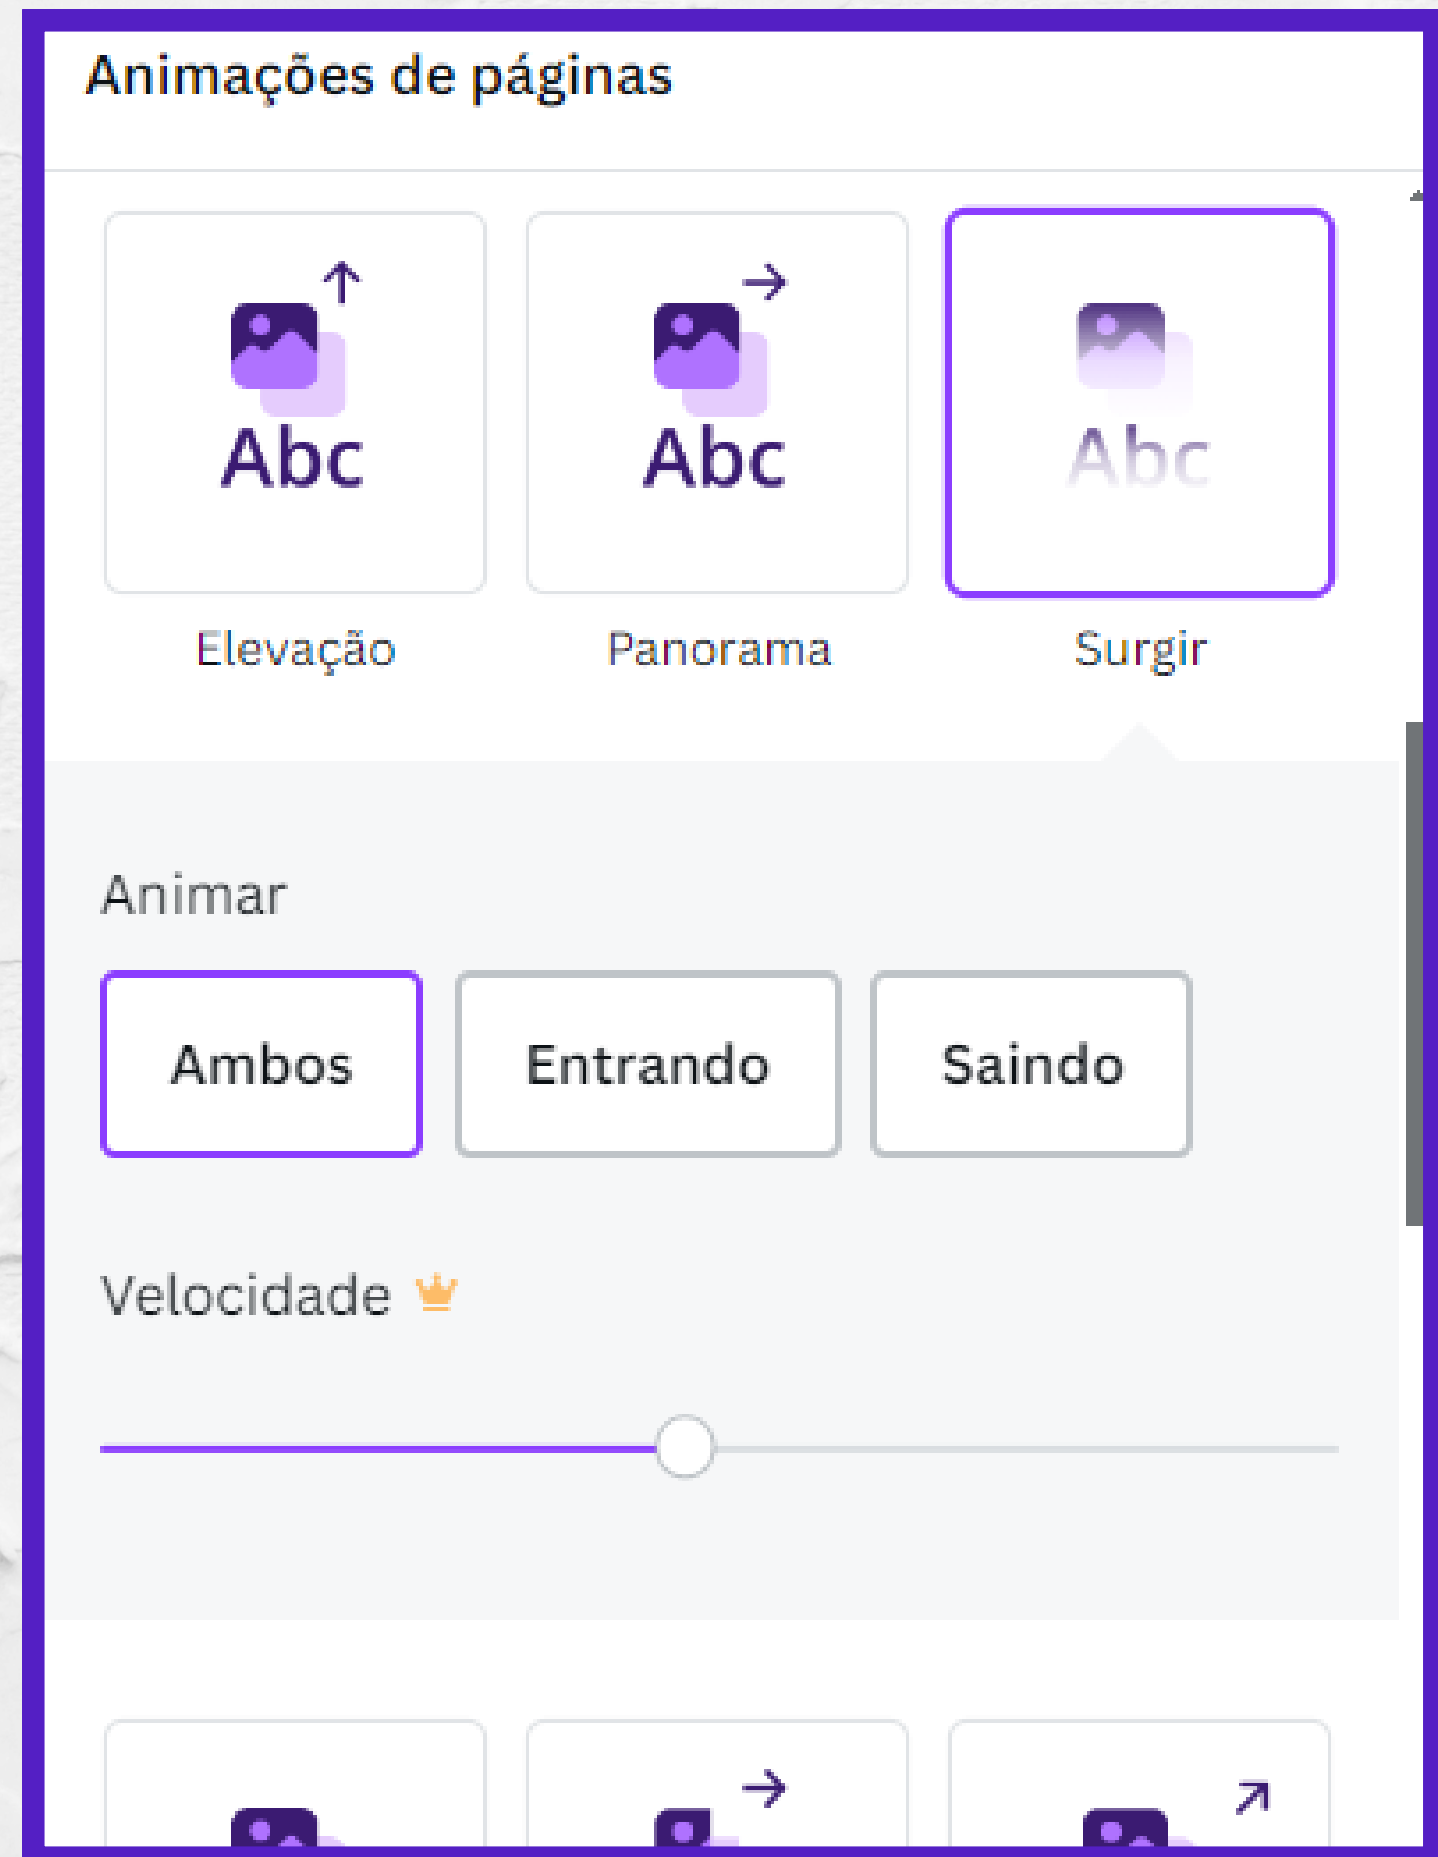 Animações de páginas
Abc Abc Abc
Elevação Panorama Surgir
Animar
Ambos Entrando Saindo
Velocidade